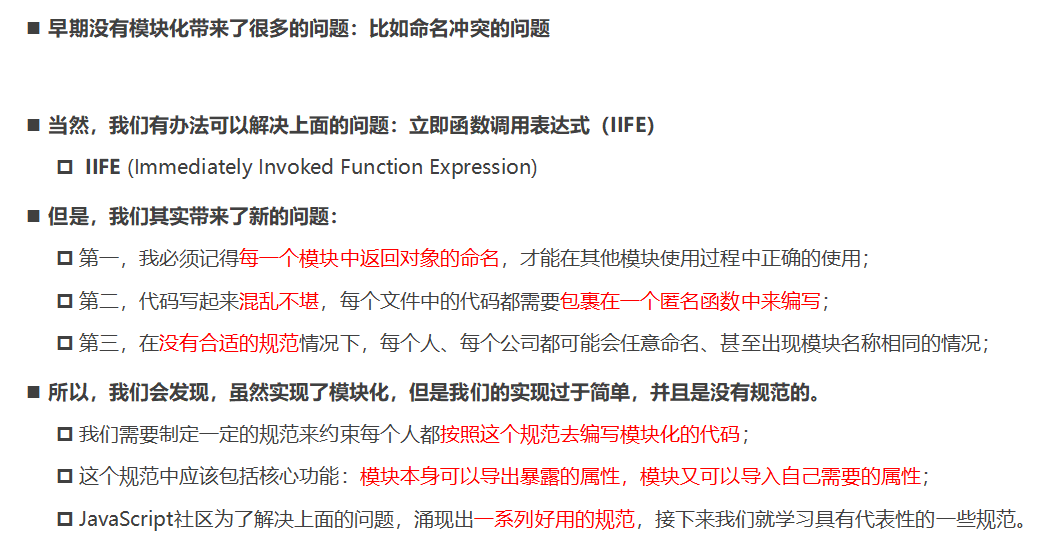 ■ 早期没有模块化带来了很多的问题：比如命名冲突的问题
■ 当然，我们有办法可以解决上面的问题：立即函数调用表达式（IIFE）
IIFE (Immediately Invoked Function Expression)
■ 但是，我们其实带来了新的问题：
第一，我必须记得每一个模块中返回对象的命名，才能在其他模块使用过程中正确的使用；
第二，代码写起来混乱不堪，每个文件中的代码都需要包裹在一个匿名函数中来编写；
第三，在没有合适的规范情况下，每个人、每个公司都可能会任意命名、甚至出现模块名称相同的情况；
■ 所以，我们会发现，虽然实现了模块化，但是我们的实现过于简单，并且是没有规范的。
我们需要制定一定的规范来约束每个人都按照这个规范去编写模块化的代码；
这个规范中应该包括核心功能：模块本身可以导出暴露的属性，模块又可以导入自己需要的属性；
JavaScript社区为了解决上面的问题，涌现出一系列好用的规范，接下来我们就学习具有代表性的一些规范。